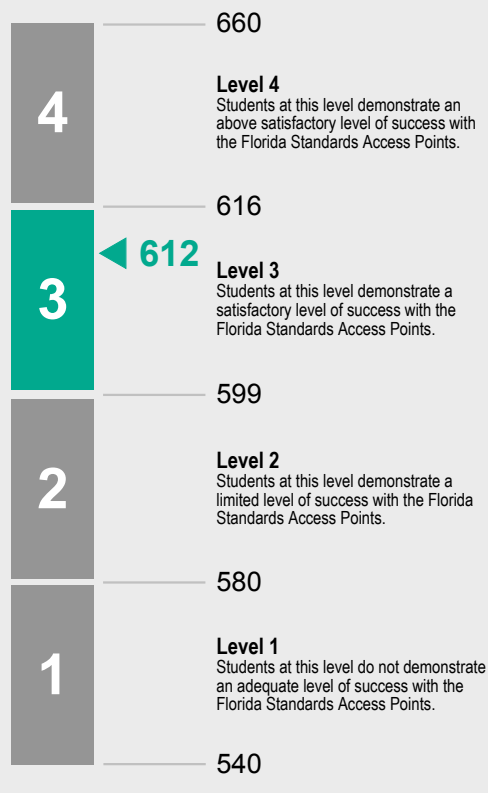 660
4
Level 4
Students at this level demonstrate an
above satisfactory level of success with
the Florida Standards Access Points.
616
612
3
Level 3
Students at this level demonstrate a
satisfactory level of success with the
Florida Standards Access Points.
599
2
Level 2
Students at this level demonstrate a
limited level of success with the Florida
Standards Access Points.
580
1
Level 1
Students at this level do not demonstrate
an adequate level of success with the
Florida Standards Access Points.
540